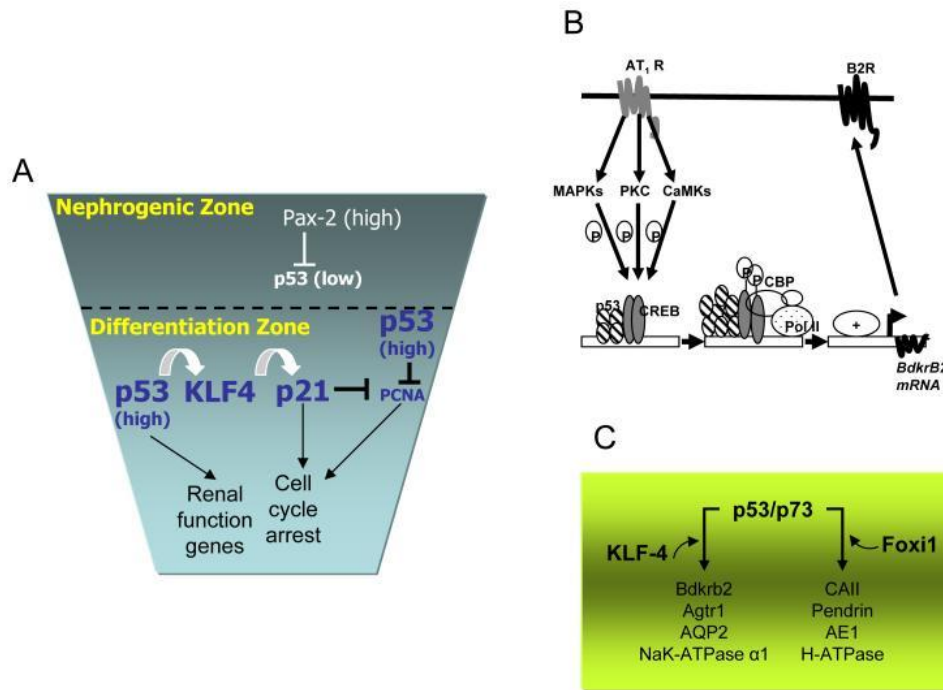 A
Nephrogenic Zone
Pax-2 (high)
p53 (low)
Differentiation Zone
p53
(high)
p53 KLF4 p21 PCNA
(high)
Renal
function
genes
Cell
cycle
arrest
B
AT1 R
B2R
MAPKs PKC CaMKs
P P P
p53 CREB
P
P CBP
Pol II
+
BdkrB2
mRNA
C
p53/p73
KLF-4
Foxi1
Bdkrb2
Agtr1
AQP2
NaK-ATPase α1
CAII
Pendrin
AE1
H-ATPase